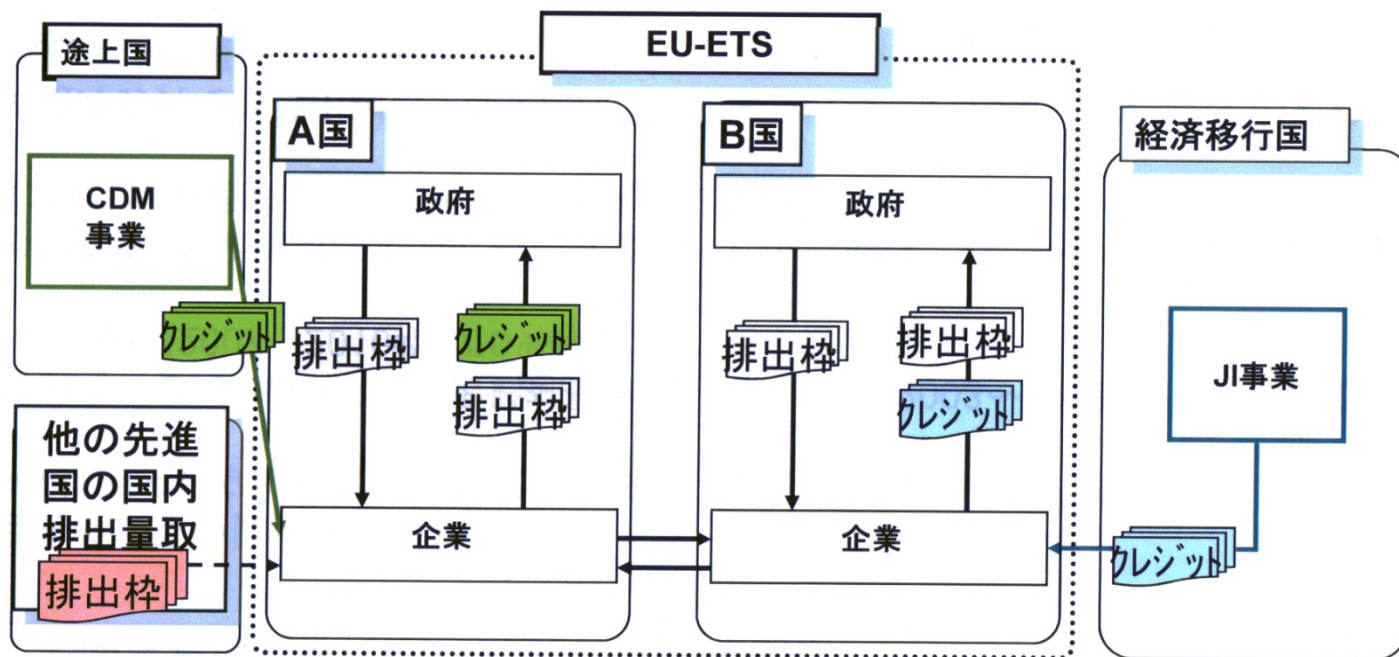 途上国
CDM
事業
クレジット
他の先進
国の国内
排出量取
排出枠
EU-ETS
A国
政府
排出枠
クレジット
排出枠
企業
B国
政府
排出枠
排出枠
クレジット
企業
経済移行国
JI事業
クレジット